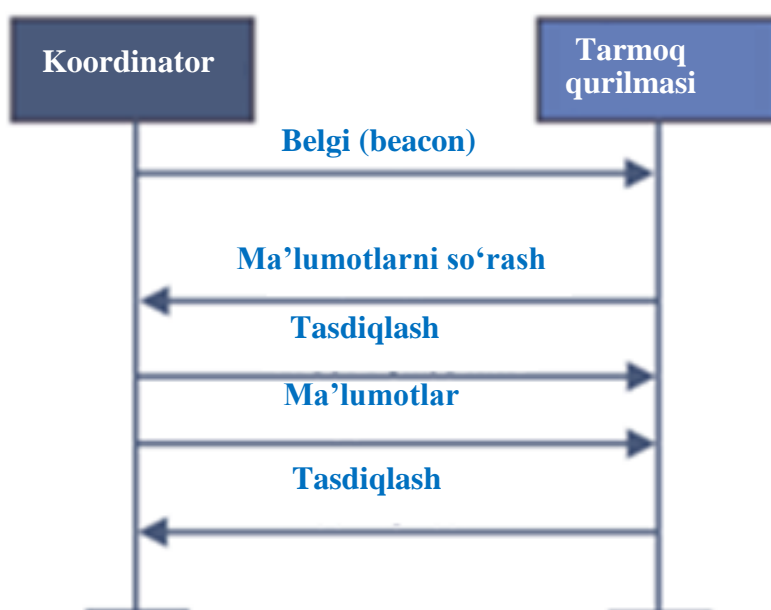 Koordinator
Tarmoq
qurilmasi
Belgi (beacon)
Ma’lumotlarni so‘rash
Tasdiqlash
Ma’lumotlar
Tasdiqlash